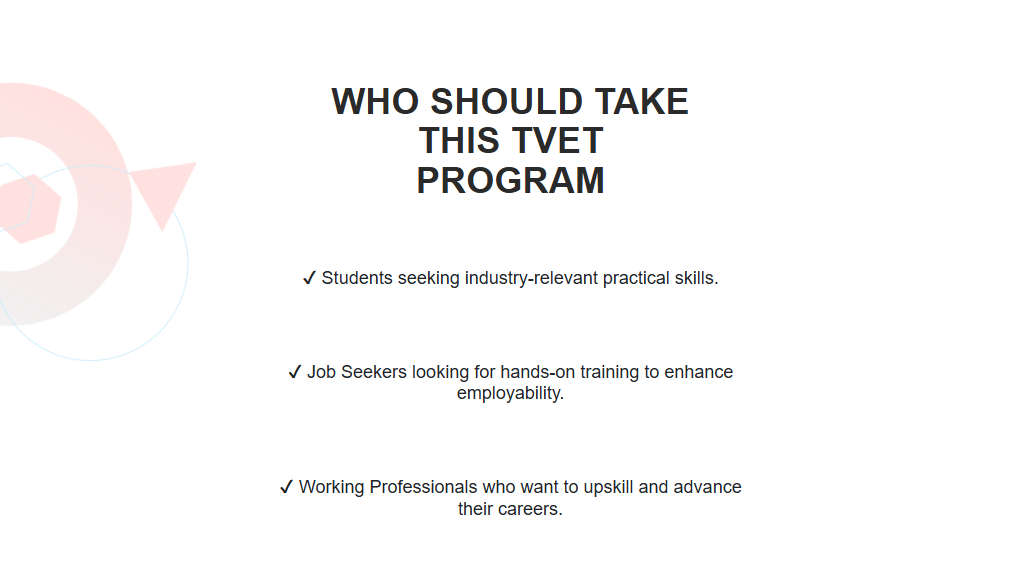 WHO SHOULD TAKE
THIS TVET
PROGRAM
✓ Students seeking industry-relevant practical skills.
✓ Job Seekers looking for hands-on training to enhance
employability.
✓ Working Professionals who want to upskill and advance
their careers.